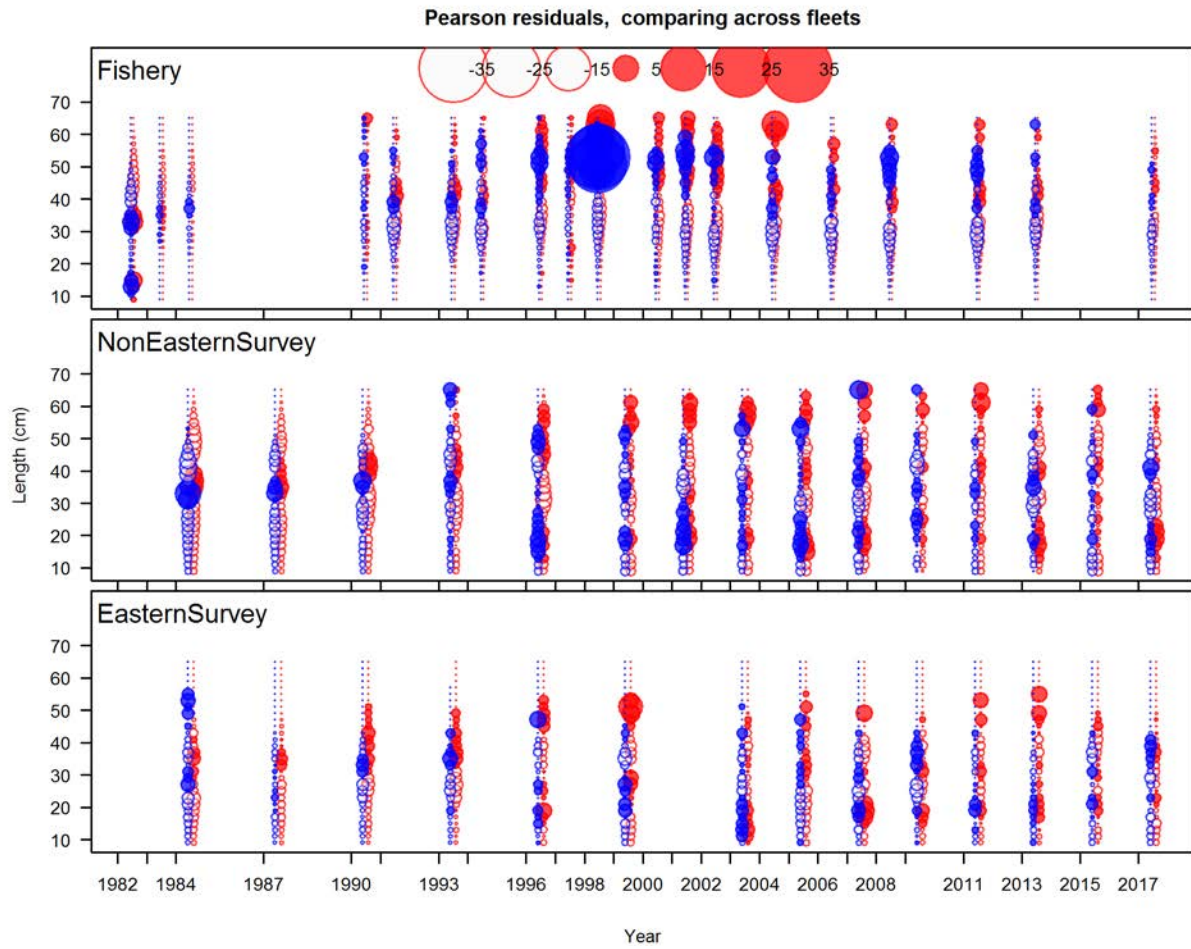 Pearson residuals, comparing across fleets
Fishery
-35 -25 -15 5 15 25 35
70
60
50
40
30
20
10
NonEasternSurvey
70
60
50
40
30
20
10
Length (cm)
EasternSurvey
70
60
50
40
30
20
10
1982 1984 1987 1990 1993 1996 1998 2000 2002 2004 2006 2008 2011 2013 2015 2017
Year